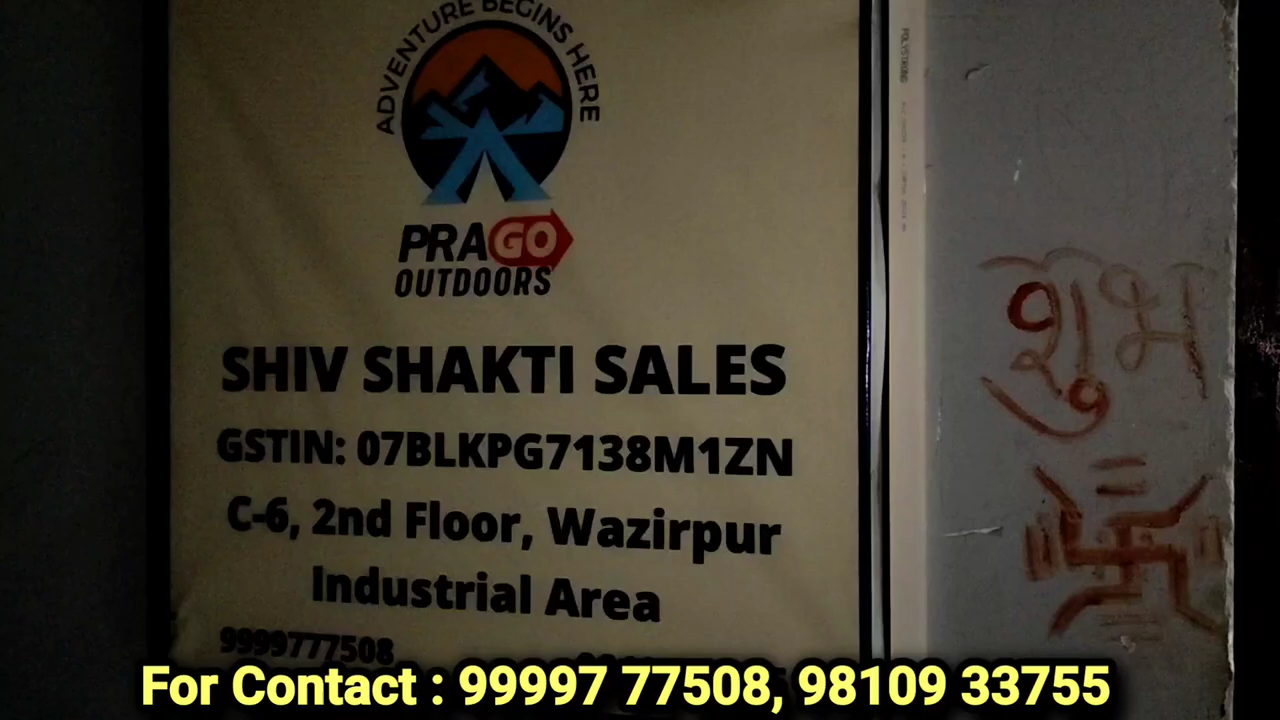 ADVENTURE BEGINS HERE
PRAGO
OUTDOORS
SHIV SHAKTI SALES
GSTIN: 07BLKPG7138M1ZN
C-6, 2nd Floor, Wazirpur
Industrial Area
9999777508
For Contact : 99997 77508, 98109 33755
POLYSTRONG
शुभ